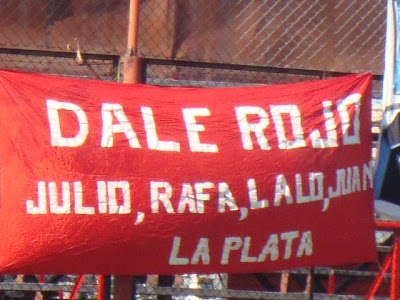 DALE ROJO
JULIO, RAFA, LALO, JUAN
LA PLATA